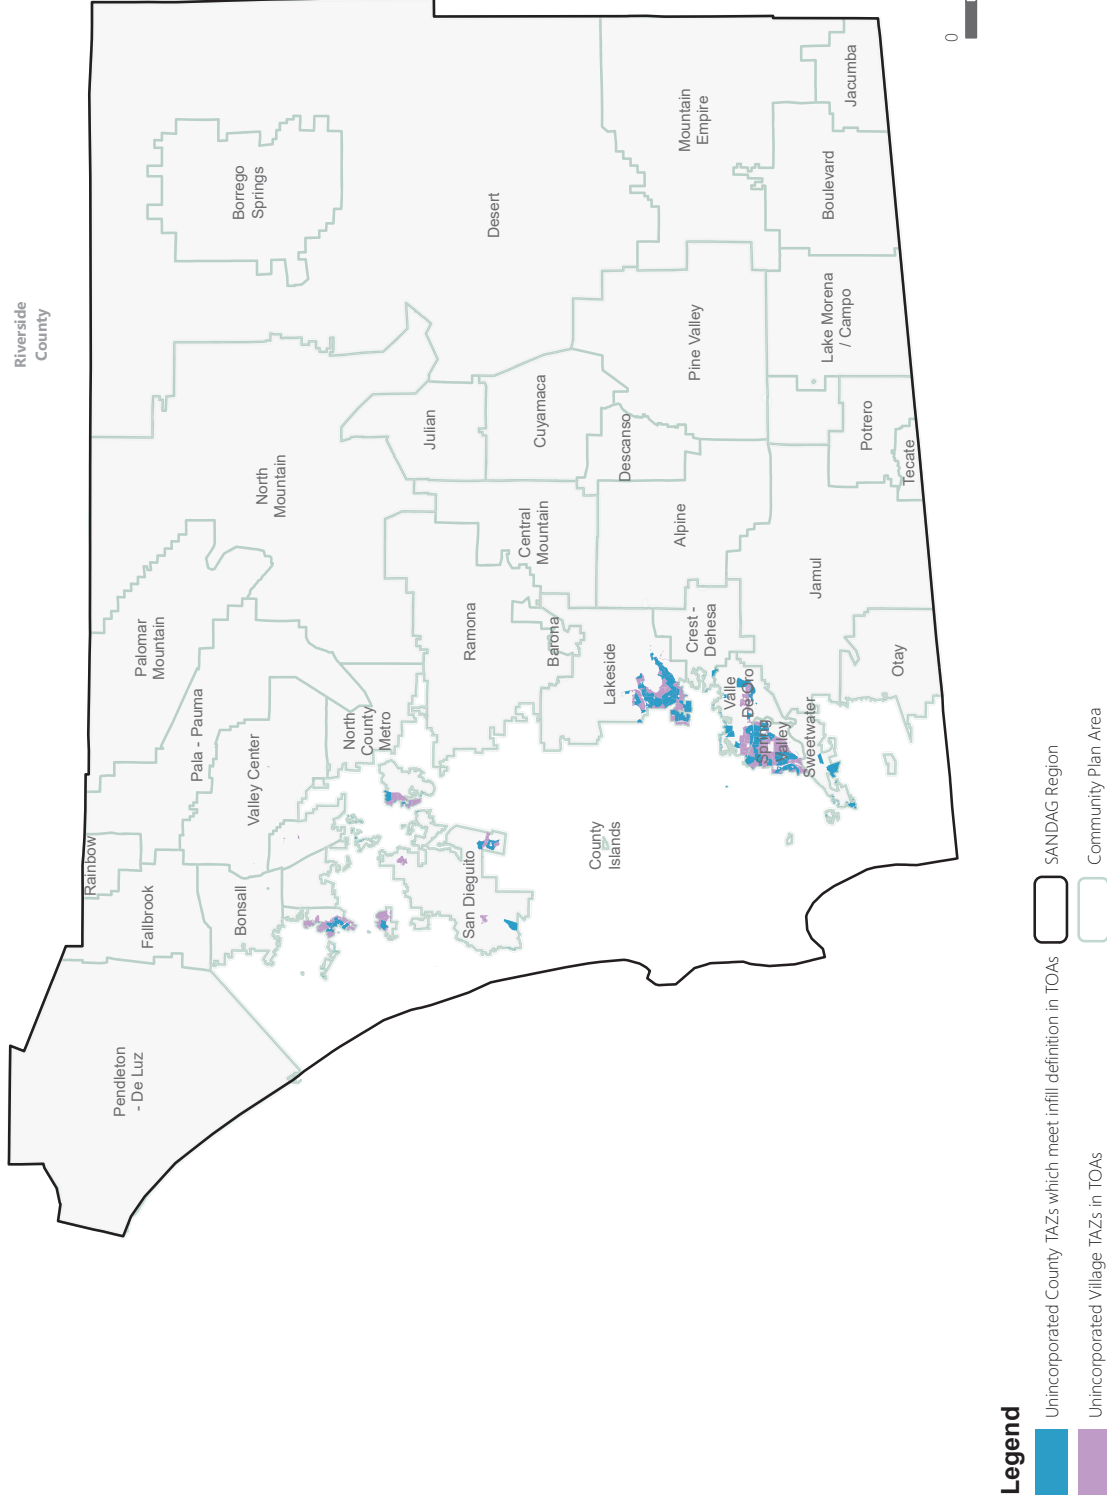 Riverside
County
Borrego
Springs
Desert
Mountain
Empire
Jacumba
Boulevard
Lake Morena
/ Campo
Pine Valley
Cuyamaca
Julian
Descanso
Potrero
Tecate
North
Mountain
Central
Mountain
Alpine
Jamul
Palomar
Mountain
Pala - Pauma
Valley Center
North
County
Metro
Ramona
Barona
Lakeside
Crest -
Dehesa
Otay
Valle
De Oro
Spring
Valley
Sweetwater
County
Islands
San Dieguito
Rainbow
Fallbrook
Bonsall
Pendleton
- De Luz
0
Legend
Unincorporated County TAZs which meet infill definition in TOAs
Unincorporated Village TAZs in TOAs
SANDAG Region
Community Plan Area